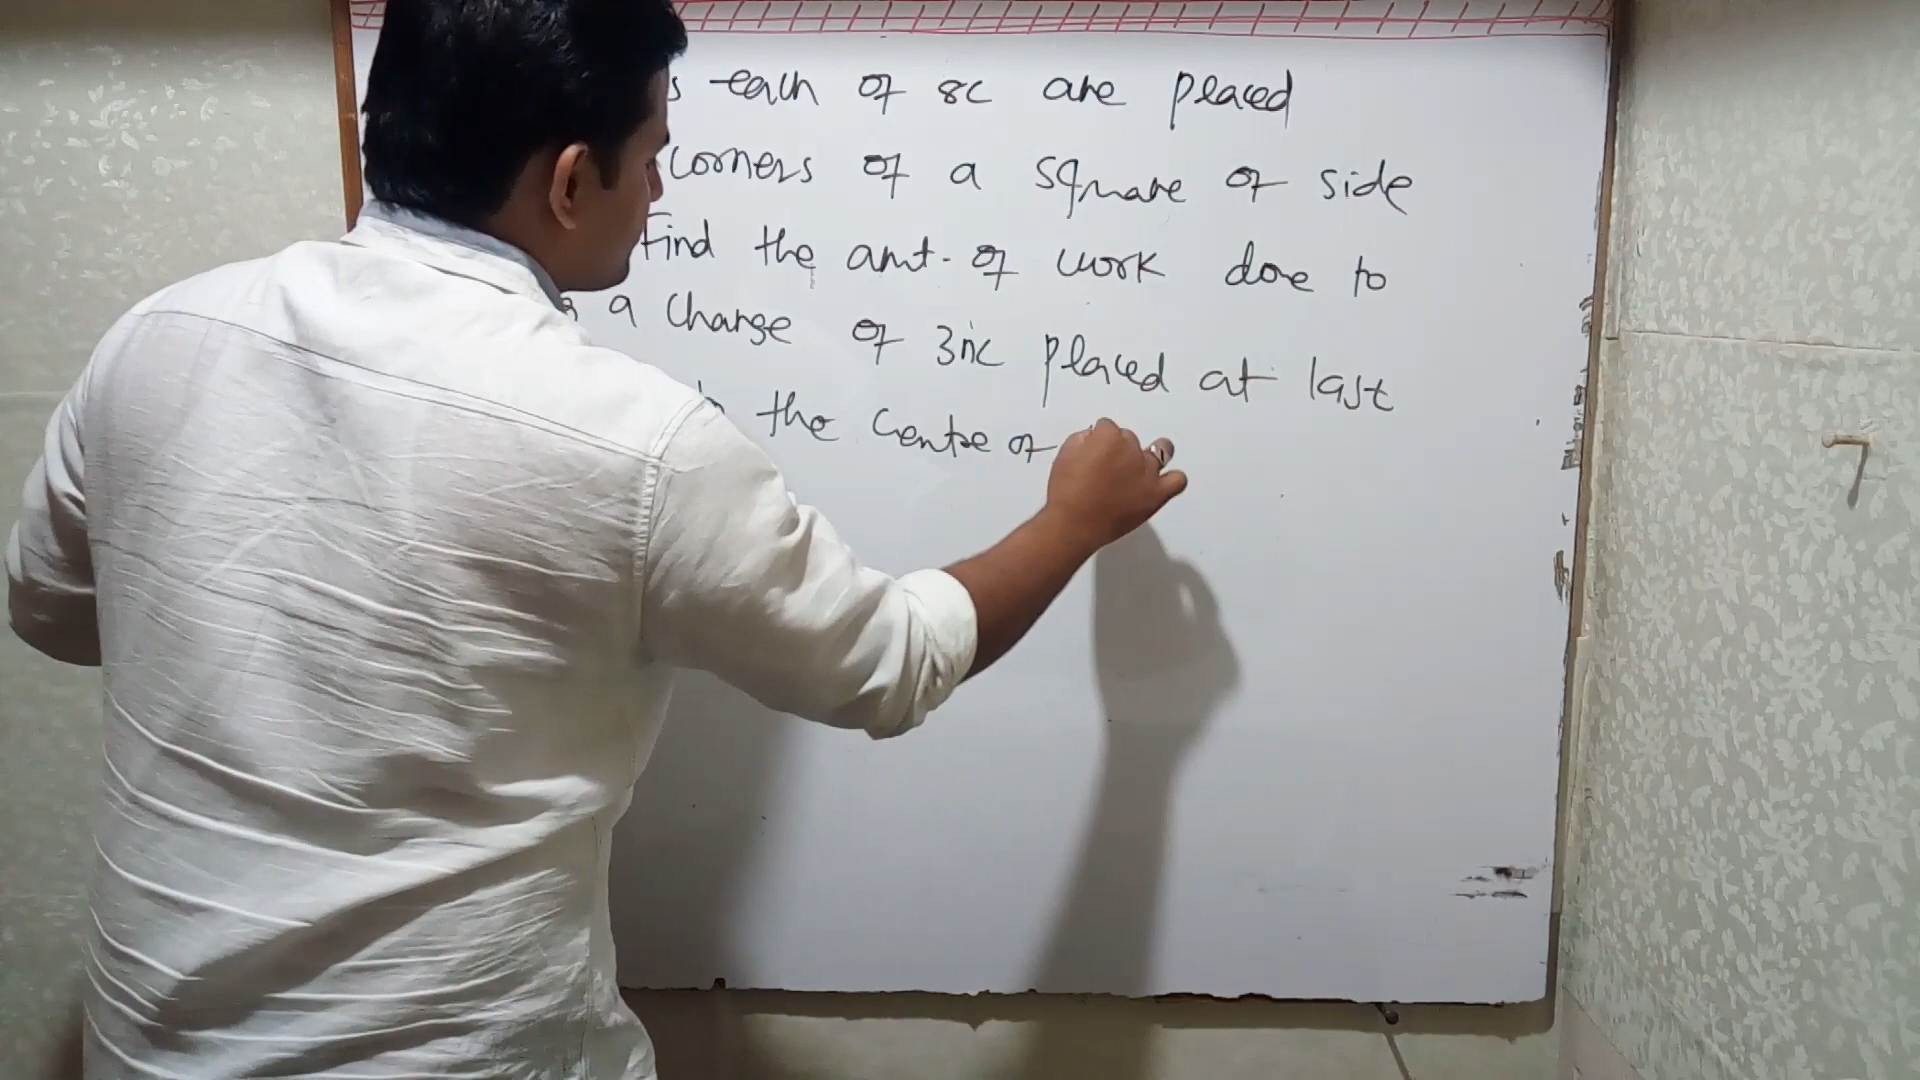 each of 8C are placed
corners of a square of side
Find the amt. of work done to
a charge of 3nC placed at last
the centre of